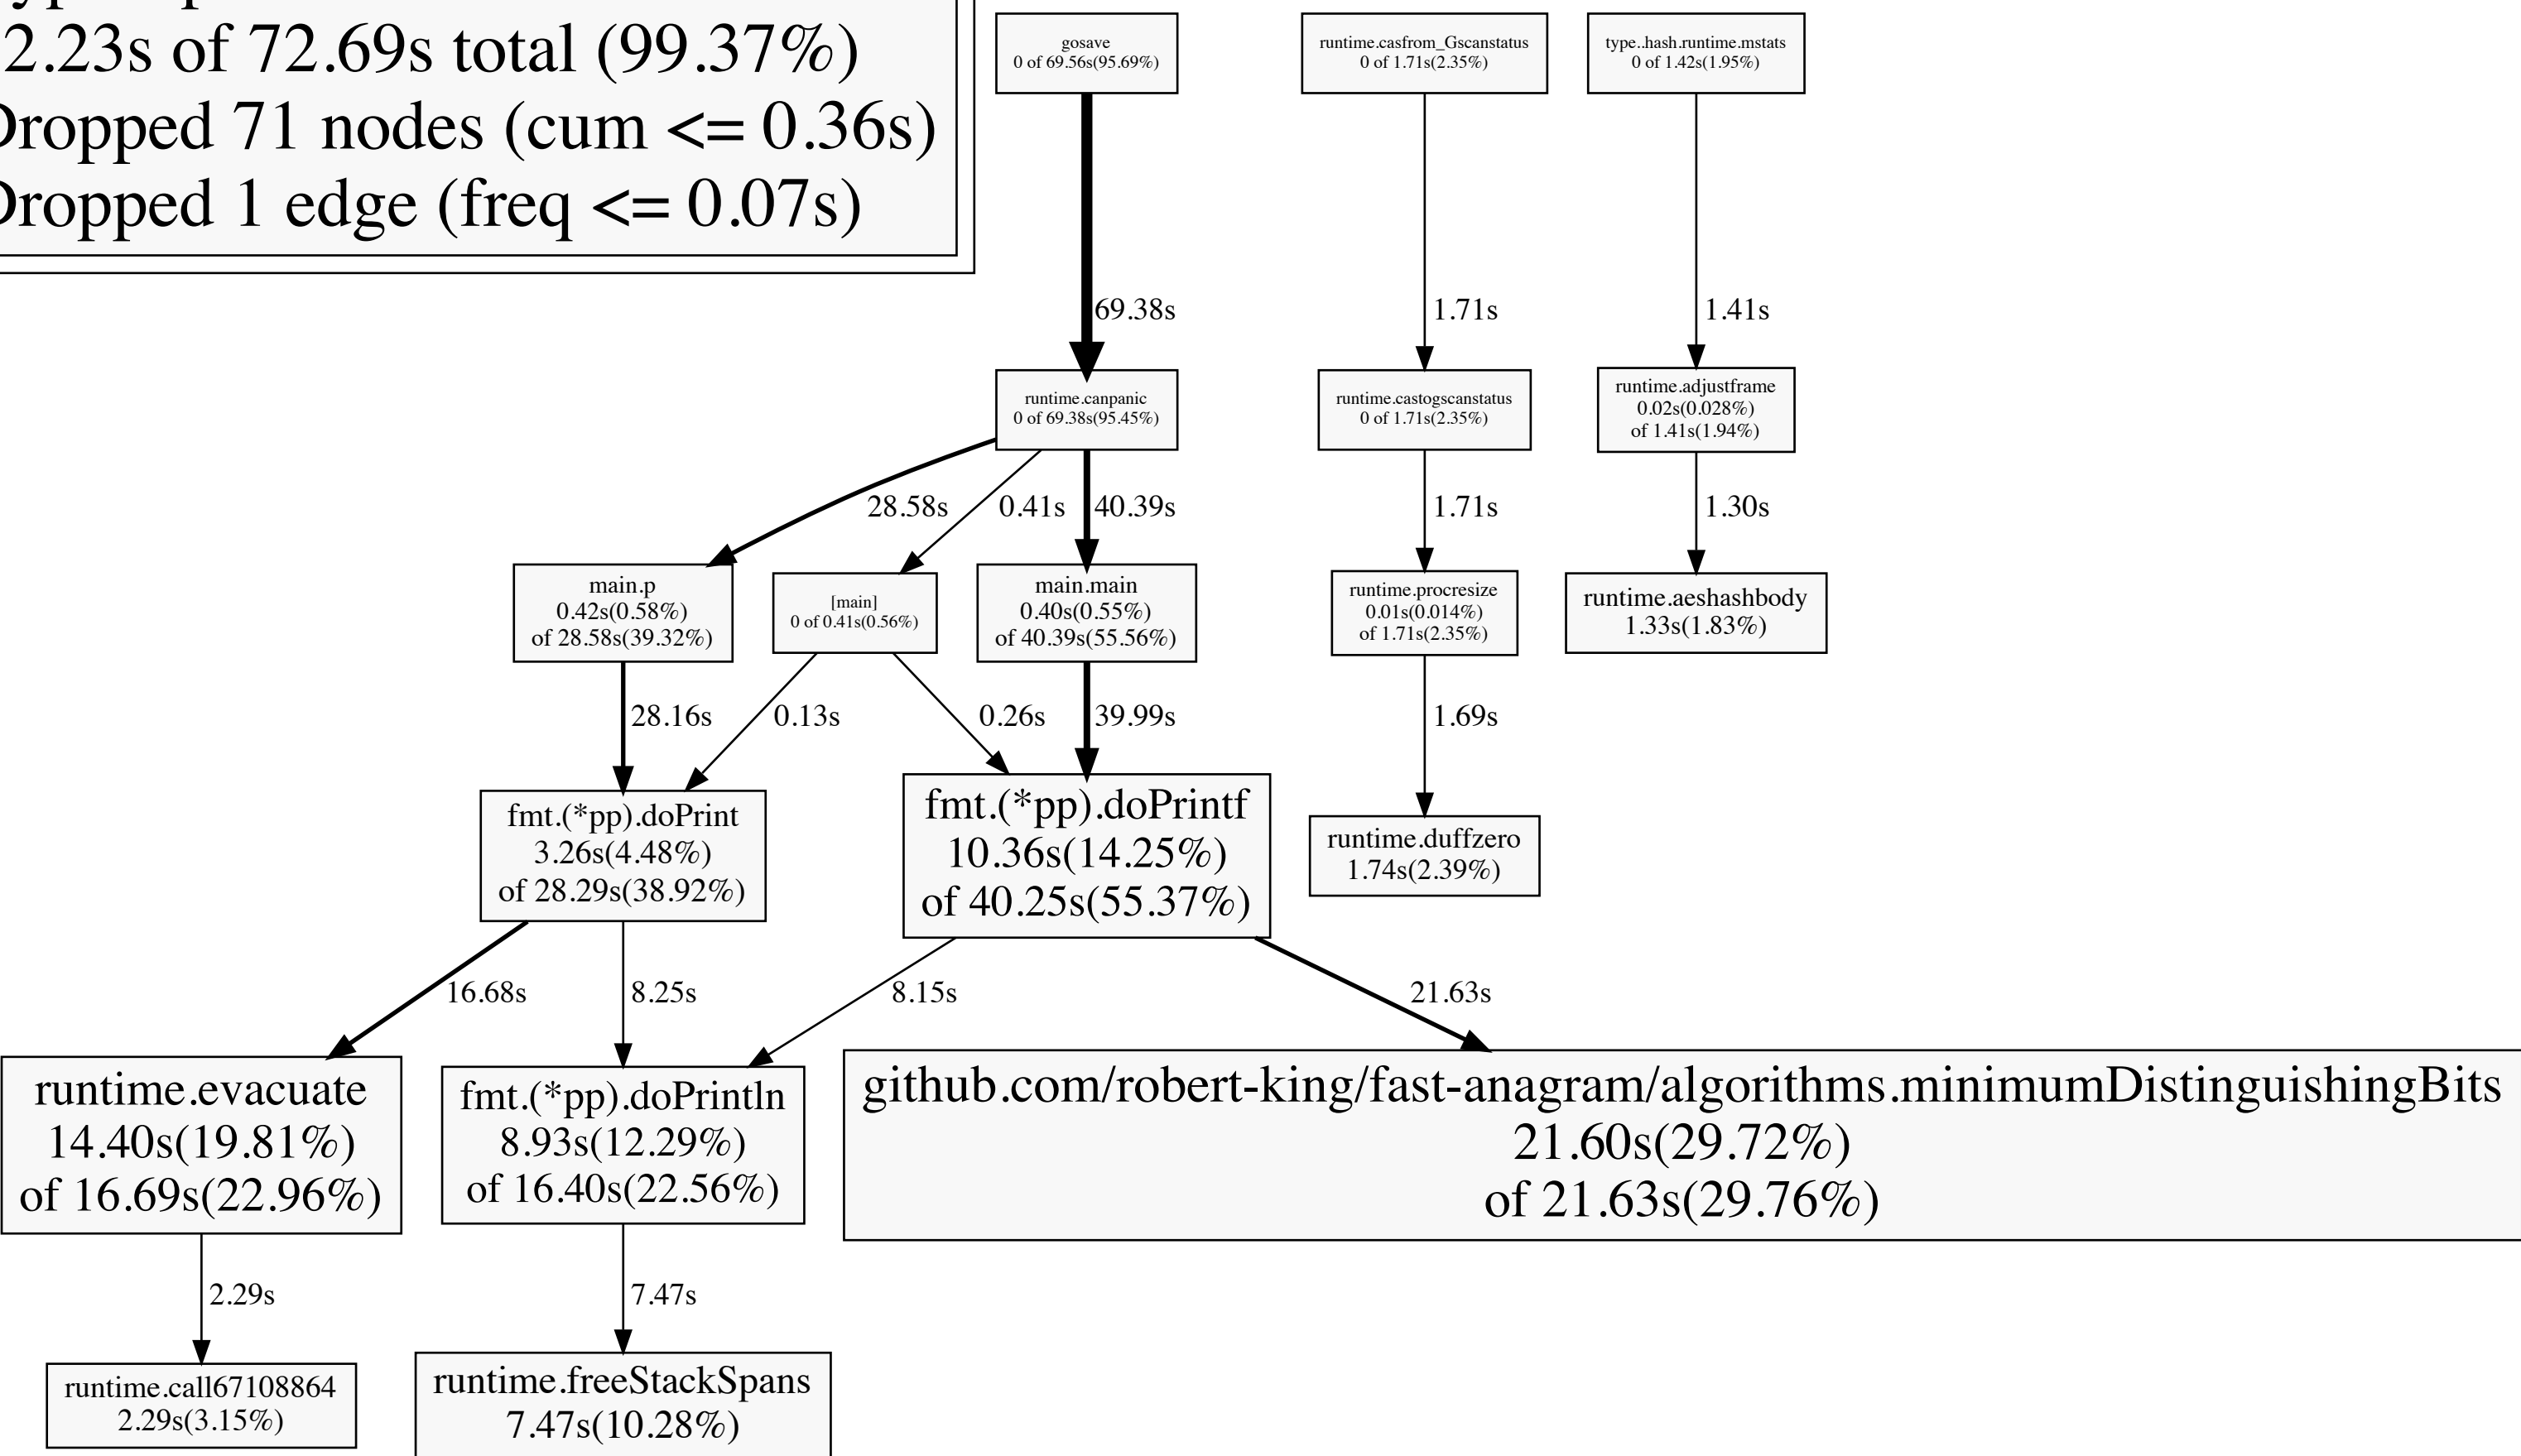 2.23s of 72.69s total (99.37%)
Dropped 71 nodes (cum <= 0.36s)
Dropped 1 edge (freq <= 0.07s)
gosave
0 of 69.56s(95.69%)
runtime.casfrom_Gscanstatus
0 of 1.71s(2.35%)
type..hash.runtime.mstats
0 of 1.42s(1.95%)
69.38s
1.71s
1.41s
runtime.canpanic
0 of 69.38s(95.45%)
runtime.castogscanstatus
0 of 1.71s(2.35%)
runtime.adjustframe
0.02s(0.028%)
of 1.41s(1.94%)
28.58s
0.41s
40.39s
1.71s
1.30s
main.p
0.42s(0.58%)
of 28.58s(39.32%)
[main]
0 of 0.41s(0.56%)
main.main
0.40s(0.55%)
of 40.39s(55.56%)
runtime.procresize
0.01s(0.014%)
of 1.71s(2.35%)
runtime.aeshashbody
1.33s(1.83%)
28.16s
0.13s
0.26s
39.99s
1.69s
fmt.(*pp).doPrint
3.26s(4.48%)
of 28.29s(38.92%)
fmt.(*pp).doPrintf
10.36s(14.25%)
of 40.25s(55.37%)
runtime.duffzero
1.74s(2.39%)
16.68s
8.25s
8.15s
21.63s
runtime.evacuate
14.40s(19.81%)
of 16.69s(22.96%)
fmt.(*pp).doPrintln
8.93s(12.29%)
of 16.40s(22.56%)
github.com/robert-king/fast-anagram/algorithms.minimumDistinguishingBits
21.60s(29.72%)
of 21.63s(29.76%)
2.29s
7.47s
runtime.call67108864
2.29s(3.15%)
runtime.freeStackSpans
7.47s(10.28%)